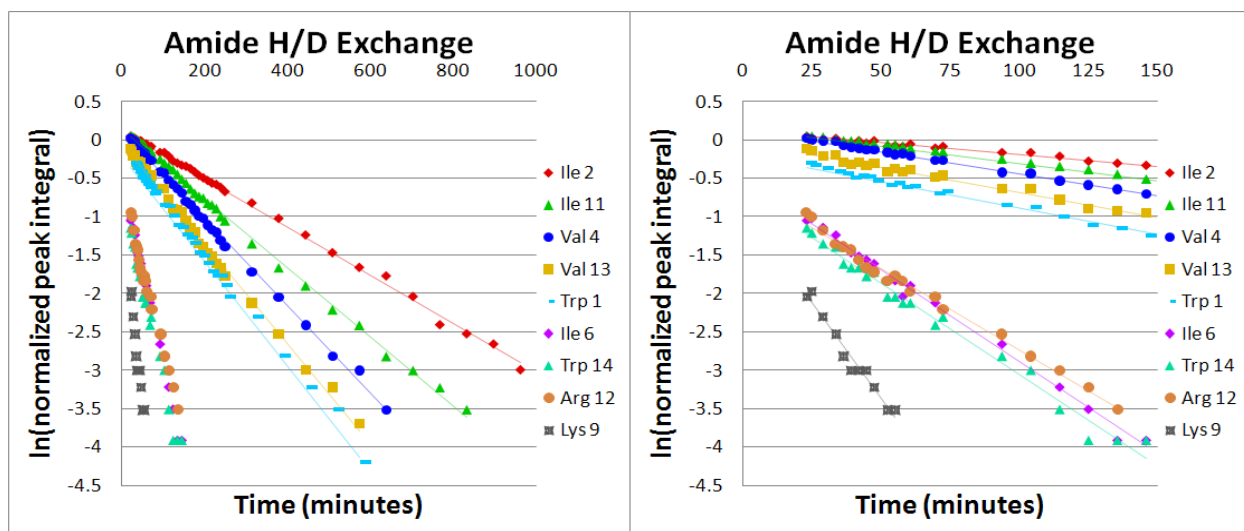 Amide H/D Exchange
0 200 400 600 800 1000
0.5
0
-0.5
-1
-1.5
-2
-2.5
-3
-3.5
-4
-4.5
ln(normalized peak integral)
Time (minutes)
Ile 2
Ile 11
Val 4
Val 13
Trp 1
Ile 6
Trp 14
Arg 12
Lys 9
Amide H/D Exchange
0 25 50 75 100 125 150
0.5
0
-0.5
-1
-1.5
-2
-2.5
-3
-3.5
-4
-4.5
ln(normalized peak integral)
Time (minutes)
Ile 2
Ile 11
Val 4
Val 13
Trp 1
Ile 6
Trp 14
Arg 12
Lys 9